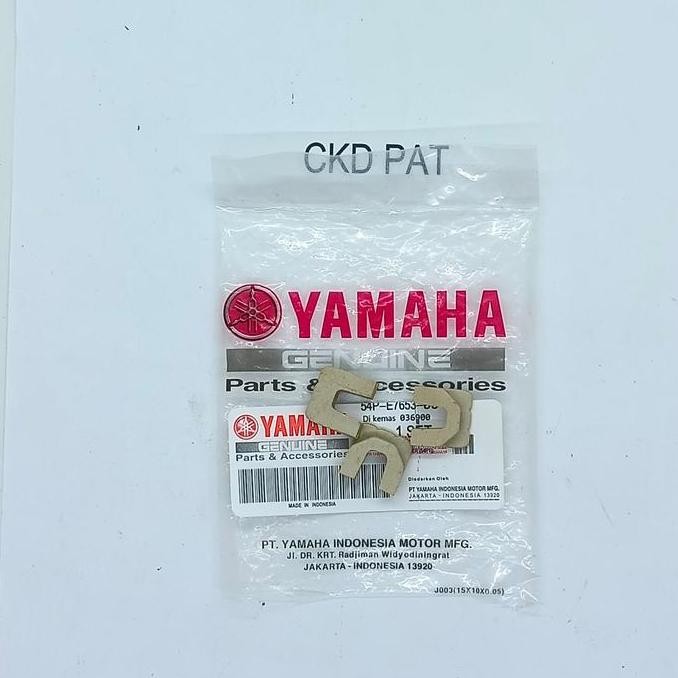 CKD PAT
YAMAHA
GENUINE
Parts & Accessories
54P-E7653-
Di kemas 036900
YAMAHA
1 SET
GENUINE
Parts & Accessories
MADE IN INDONESIA
Diedarkan Oleh
PT YAMAHA INDONESIA MOTOR MFG.
JAKARTA - INDONESIA 13920
PT. YAMAHA INDONESIA MOTOR MFG.
Jl. DR. KRT. Radjiman Widyodiningrat
JAKARTA - INDONESIA 13920
J003(15X10X0.05)